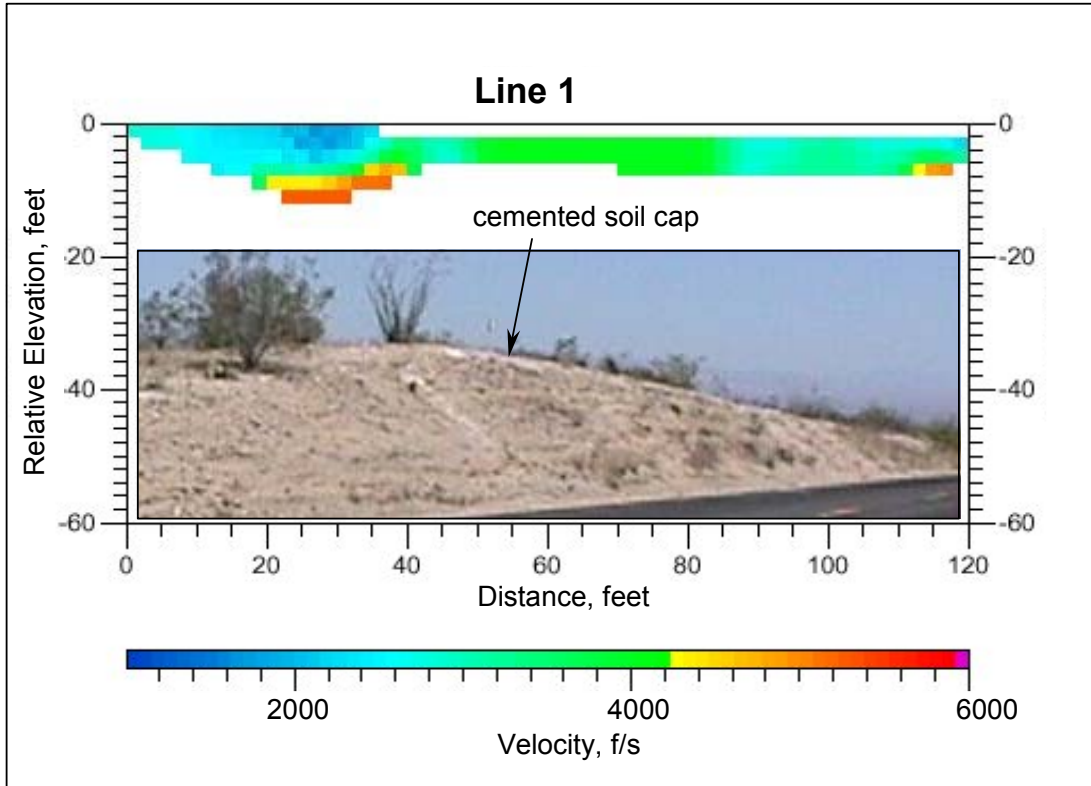 Line 1
0
0
cemented soil cap
-20
-20
Relative Elevation, feet
-40
-40
-60
-60
0 20 40 60 80 100 120
Distance, feet
2000 4000 6000
Velocity, f/s